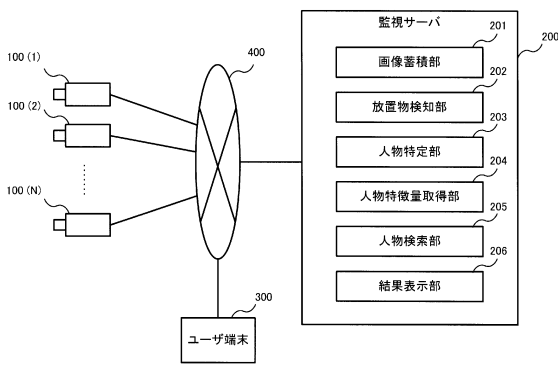 監視サーバ
200
201
画像蓄積部
202
放置物検知部
203
人物特定部
204
人物特徴量取得部
205
人物検索部
206
結果表示部
100(1)
100(2)
100(N)
400
300
ユーザ端末